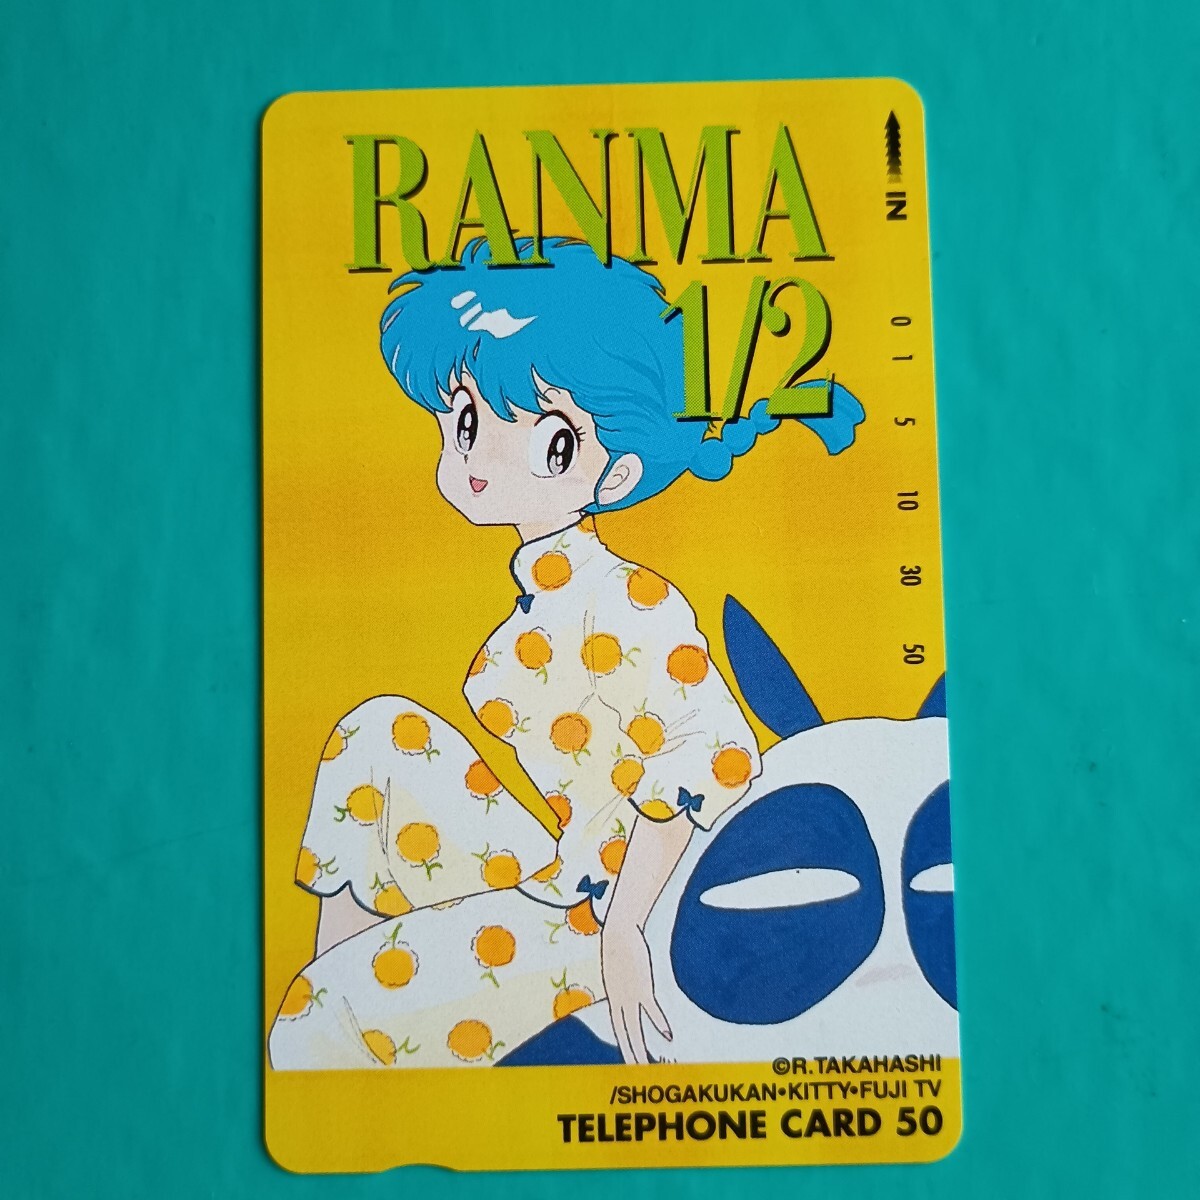 RANMA
1/2
IN
0
1
5
10
30
50
©R.TAKAHASHI
/SHOGAKUKAN•KITTY•FUJI TV
TELEPHONE CARD 50